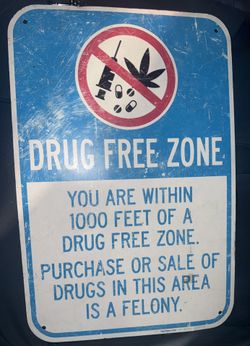 DRUG FREE ZONE
YOU ARE WITHIN
1000 FEET OF A
DRUG FREE ZONE.
PURCHASE OR SALE OF
DRUGS IN THIS AREA
IS A FELONY.